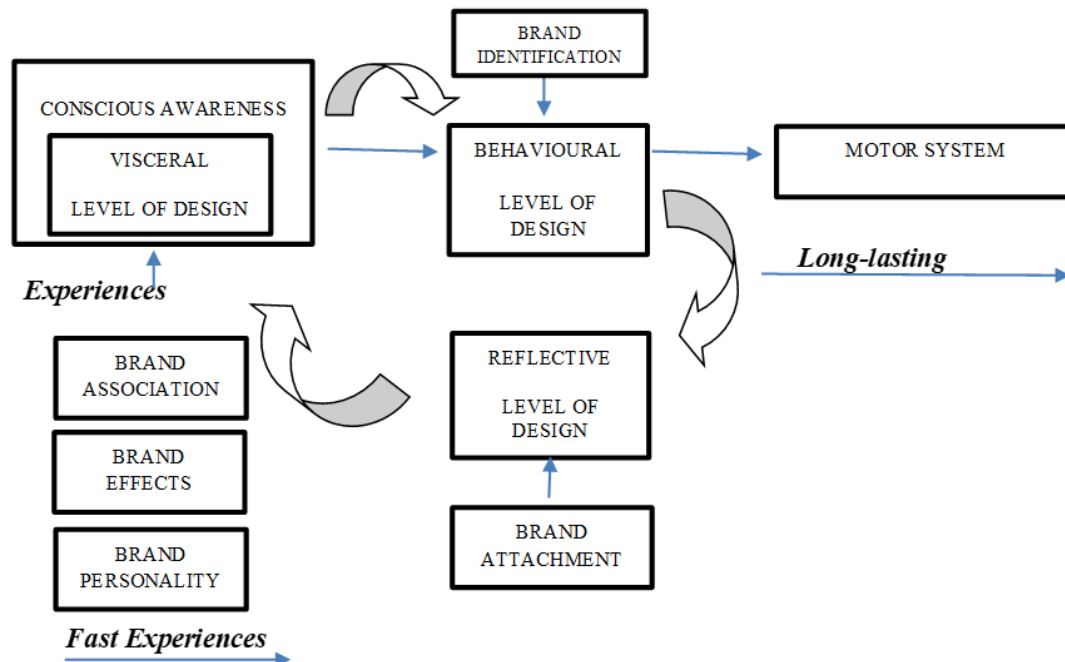 BRAND
IDENTIFICATION
CONSCIOUS AWARENESS
VISCERAL
LEVEL OF DESIGN
BEHAVIOURAL
LEVEL OF
DESIGN
MOTOR SYSTEM
Experiences
Long-lasting
BRAND
ASSOCIATION
BRAND
EFFECTS
BRAND
PERSONALITY
REFLECTIVE
LEVEL OF
DESIGN
BRAND
ATTACHMENT
Fast Experiences